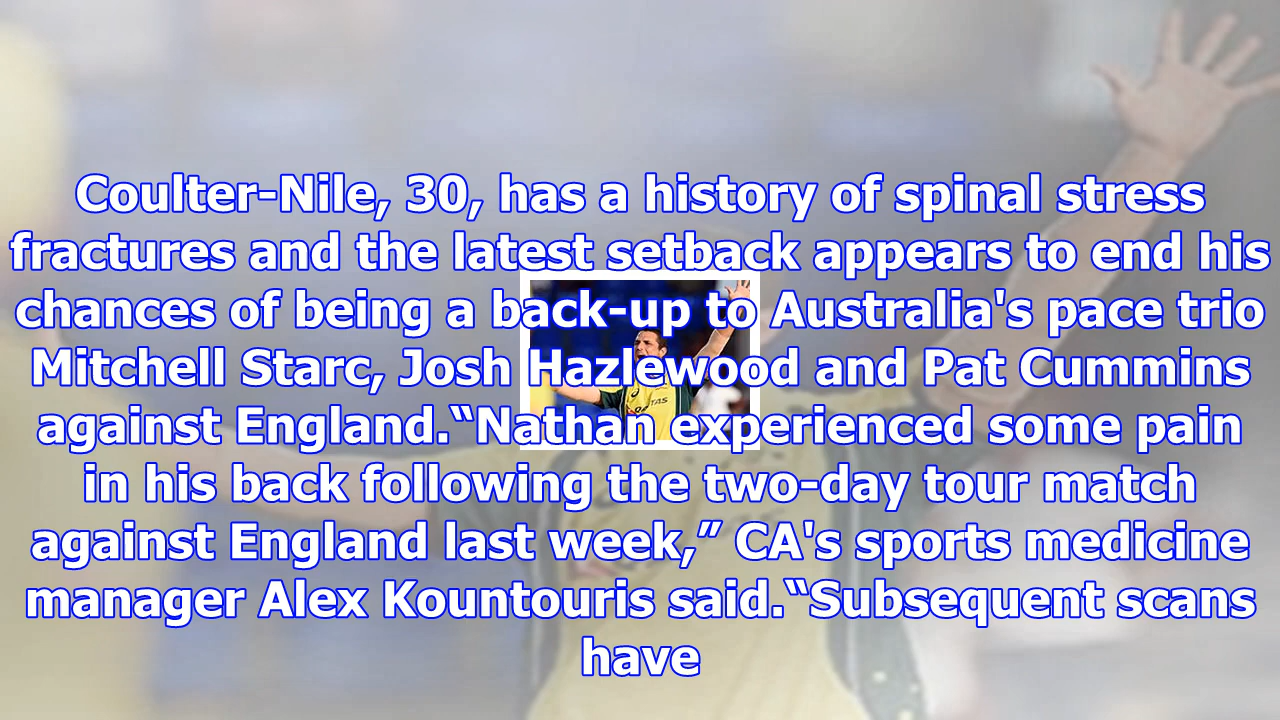 Coulter-Nile, 30, has a history of spinal stress
fractures and the latest setback appears to end his
chances of being a back-up to Australia's pace trio
Mitchell Starc, Josh Hazlewood and Pat Cummins
against England.“Nathan experienced some pain
in his back following the two-day tour match
against England last week,” CA's sports medicine
manager Alex Kountouris said.“Subsequent scans
have